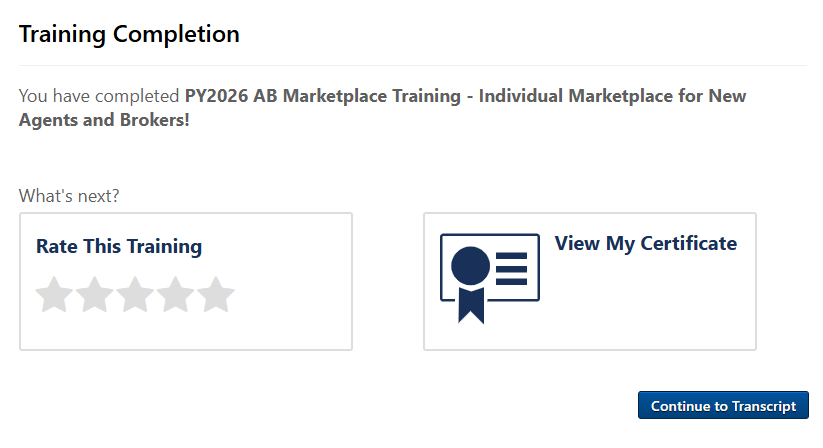 Training Completion
You have completed PY2026 AB Marketplace Training - Individual Marketplace for New
Agents and Brokers!
What's next?
Rate This Training
View My Certificate
Continue to Transcript